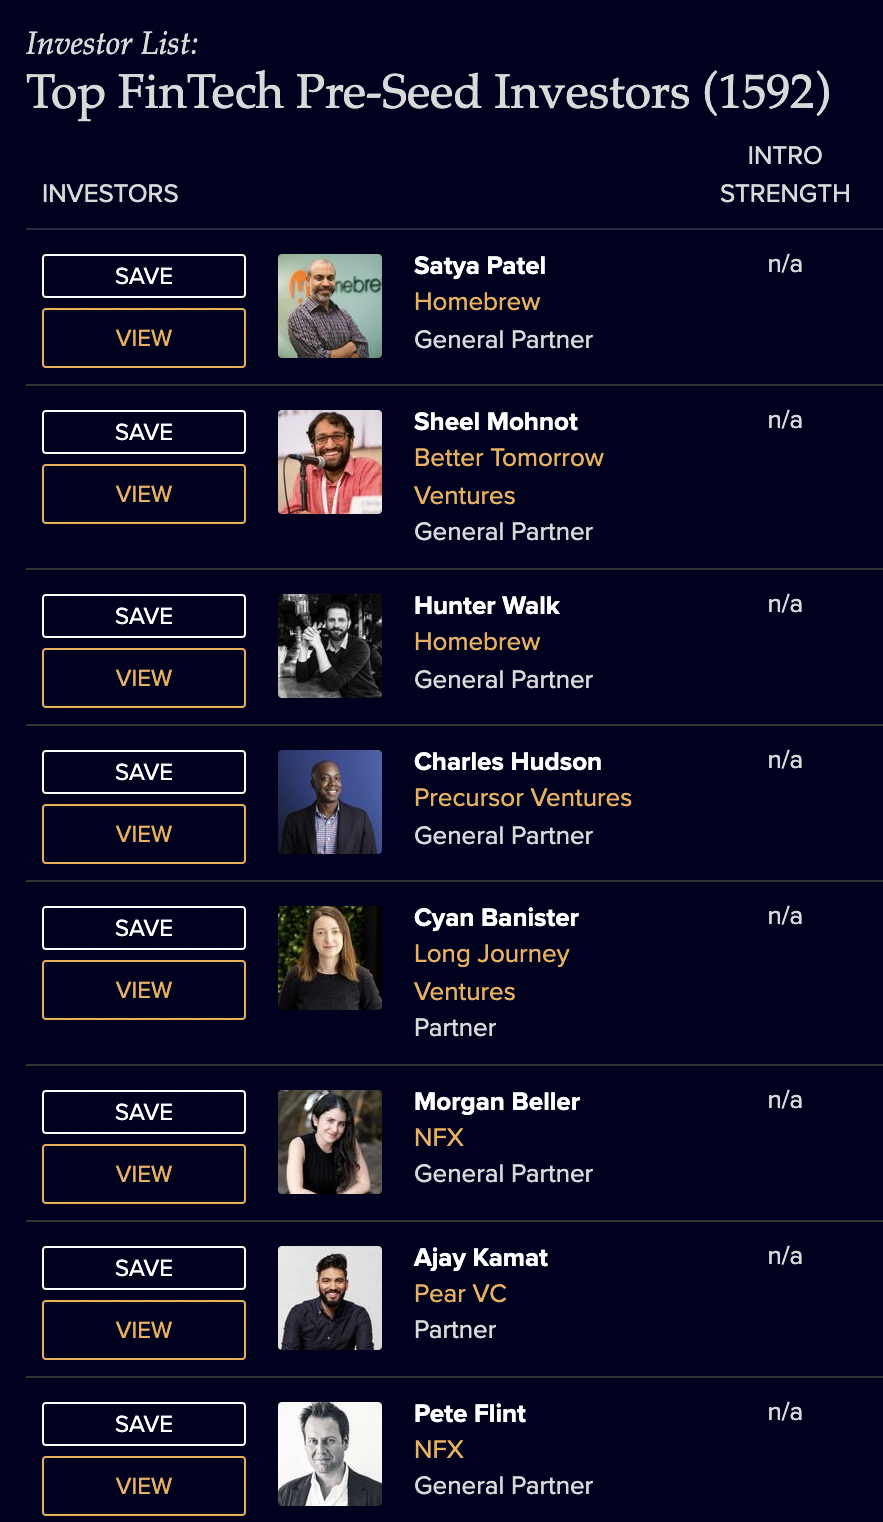 Investor List:
Top FinTech Pre-Seed Investors (1592)
INTRO
INVESTORS STRENGTH
SAVE
VIEW
Satya Patel
Homebrew
General Partner
n/a
SAVE
VIEW
Sheel Mohnot
Better Tomorrow
Ventures
General Partner
n/a
SAVE
VIEW
Hunter Walk
Homebrew
General Partner
n/a
SAVE
VIEW
Charles Hudson
Precursor Ventures
General Partner
n/a
SAVE
VIEW
Cyan Banister
Long Journey
Ventures
Partner
n/a
SAVE
VIEW
Morgan Beller
NFX
General Partner
n/a
SAVE
VIEW
Ajay Kamat
Pear VC
Partner
n/a
SAVE
VIEW
Pete Flint
NFX
General Partner
n/a